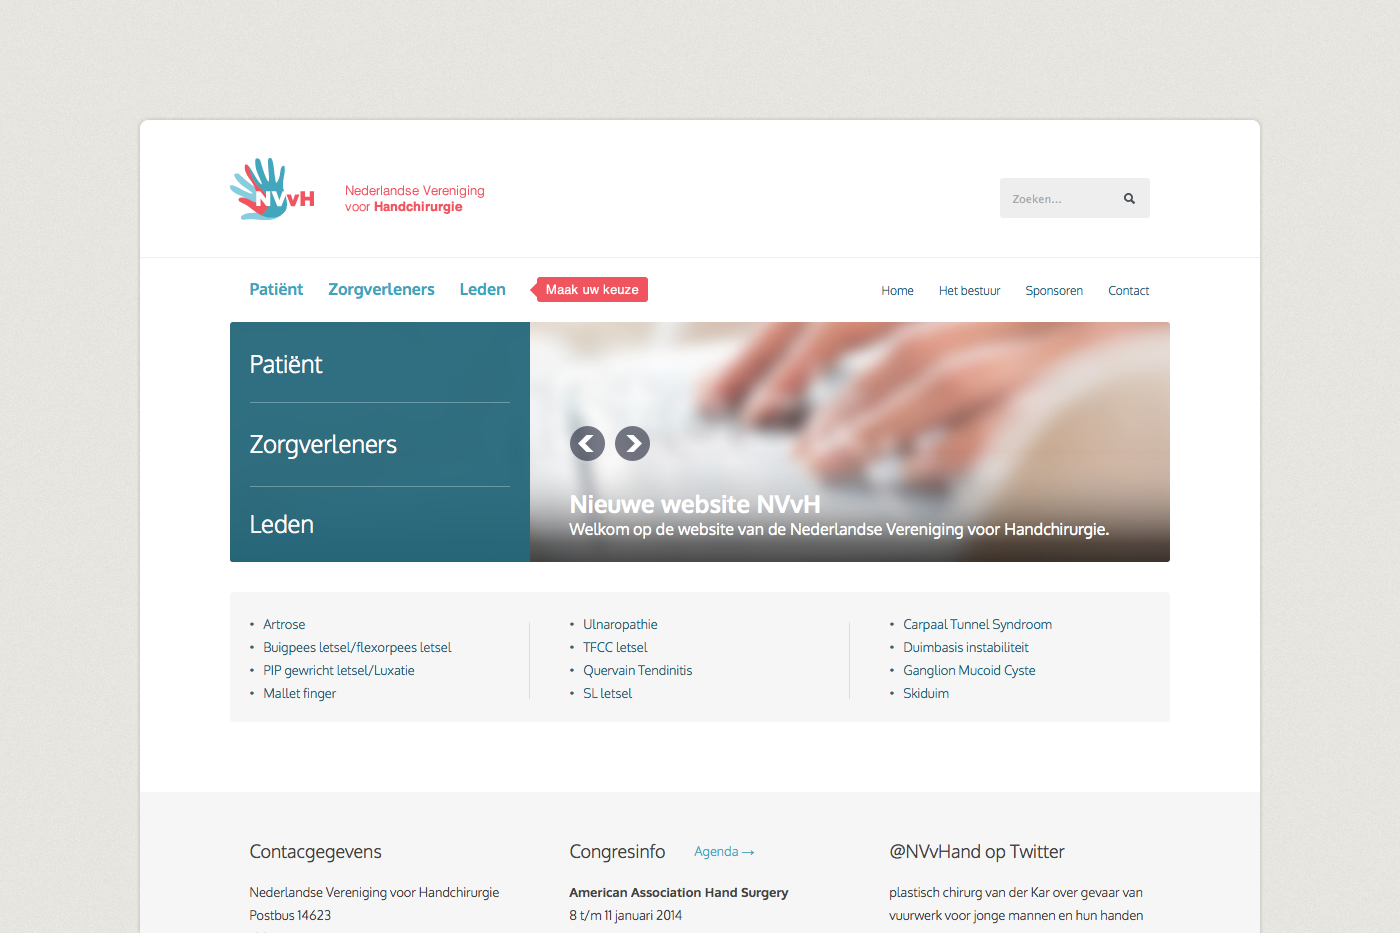 NVvH
Nederlandse Vereniging
voor Handchirurgie
Zoeken...
Patiënt Zorgverleners Leden Maak uw keuze
Home Het bestuur Sponsoren Contact
Patiënt
Zorgverleners
Leden
Nieuwe website NVvH
Welkom op de website van de Nederlandse Vereniging voor Handchirurgie.
• Artrose
• Buigpees letsel/flexorpees letsel
• PIP gewricht letsel/Luxatie
• Mallet finger
• Ulnaropathie
• TFCC letsel
• Quervain Tendinitis
• SL letsel
• Carpaal Tunnel Syndroom
• Duimbasis instabiliteit
• Ganglion Mucoid Cyste
• Skiduim
Contacgegevens
Nederlandse Vereniging voor Handchirurgie
Postbus 14623
Congresinfo Agenda →
American Association Hand Surgery
8 t/m 11 januari 2014
@NVvHand op Twitter
plastisch chirurg van der Kar over gevaar van
vuurwerk voor jonge mannen en hun handen